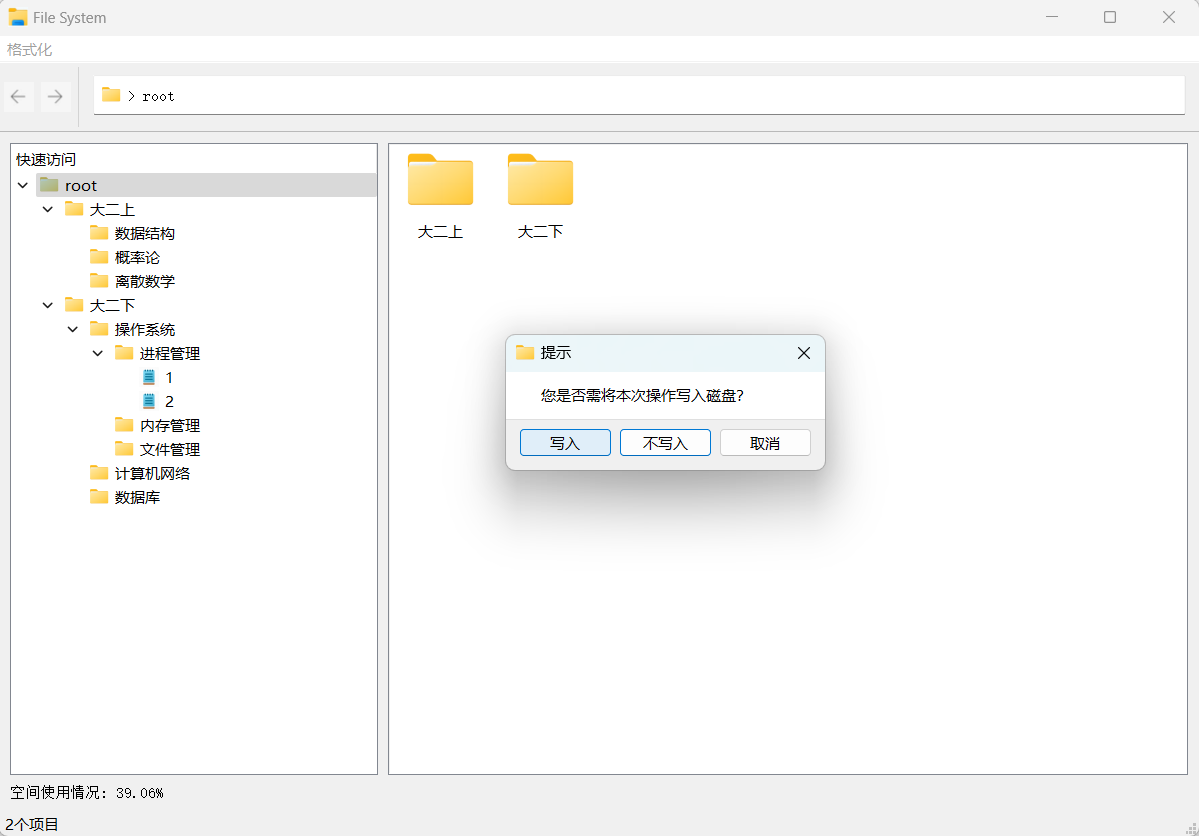 File System
格式化
root
快速访问
root
大二上
数据结构
概率论
离散数学
大二下
操作系统
进程管理
1
2
内存管理
文件管理
计算机网络
数据库
大二上 大二下
提示
您是否需将本次操作写入磁盘?
写入 不写入 取消
空间使用情况: 39.06%
2个项目